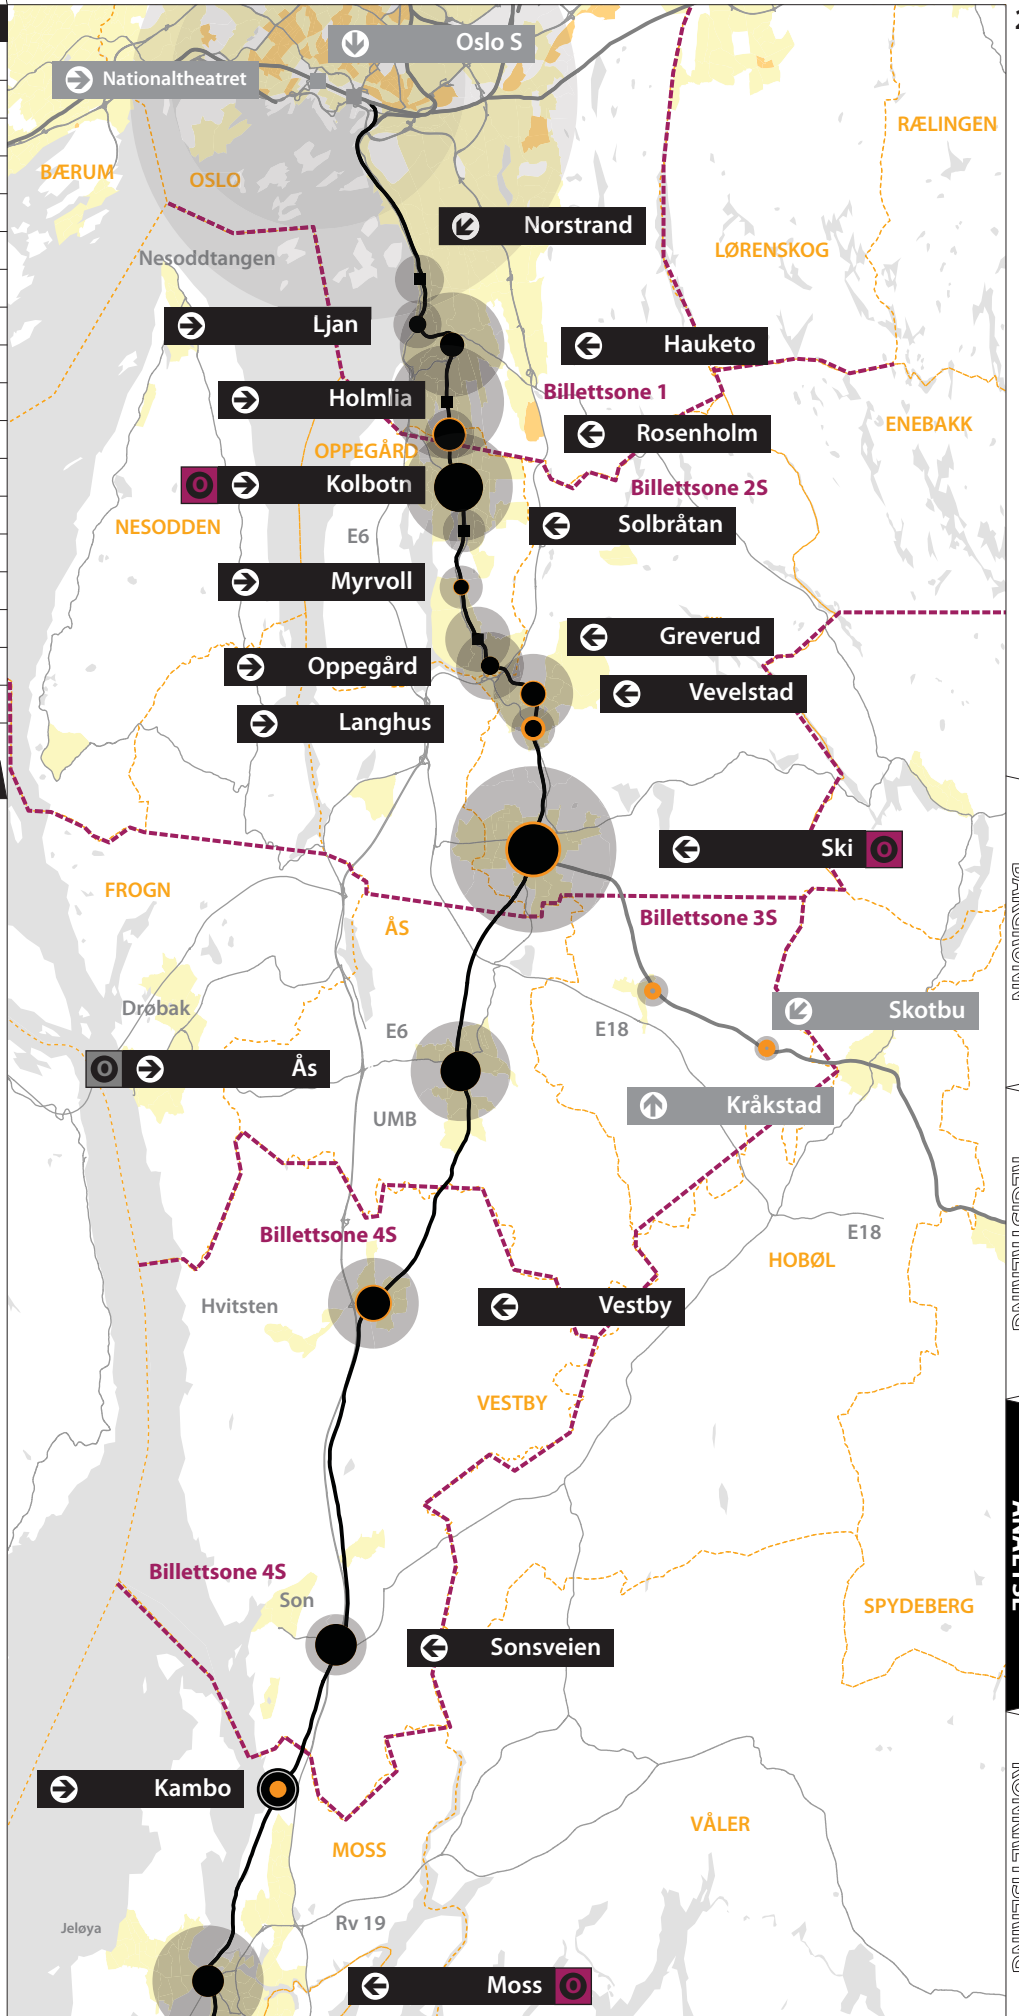 Oslo S
Nationaltheatret
RÆLINGEN
BÆRUM
OSLO
Norstrand
LØRENSKOG
Nesoddtangen
Ljan
Hauketo
Billettsone 1
Holmlia
ENEBAKK
Rosenholm
OPPEGÅRD
Kolbotn
O
Billettsone 2S
NESODDEN
Solbråtan
E6
Myrvoll
Greverud
Oppegård
Vevelstad
Langhus
Ski
O
FROGN
Billettsone 3S
ÅS
Drøbak
Skotbu
E6
E18
O
Ås
Kråkstad
UMB
Billettsone 4S
E18
HOBØL
Hvitsten
Vestby
VESTBY
ANALYSE
Billettsone 4S
Son
SPYDEBERG
Sonsveien
Kambo
VÅLER
MOSS
Rv 19
Jeløya
Moss
O